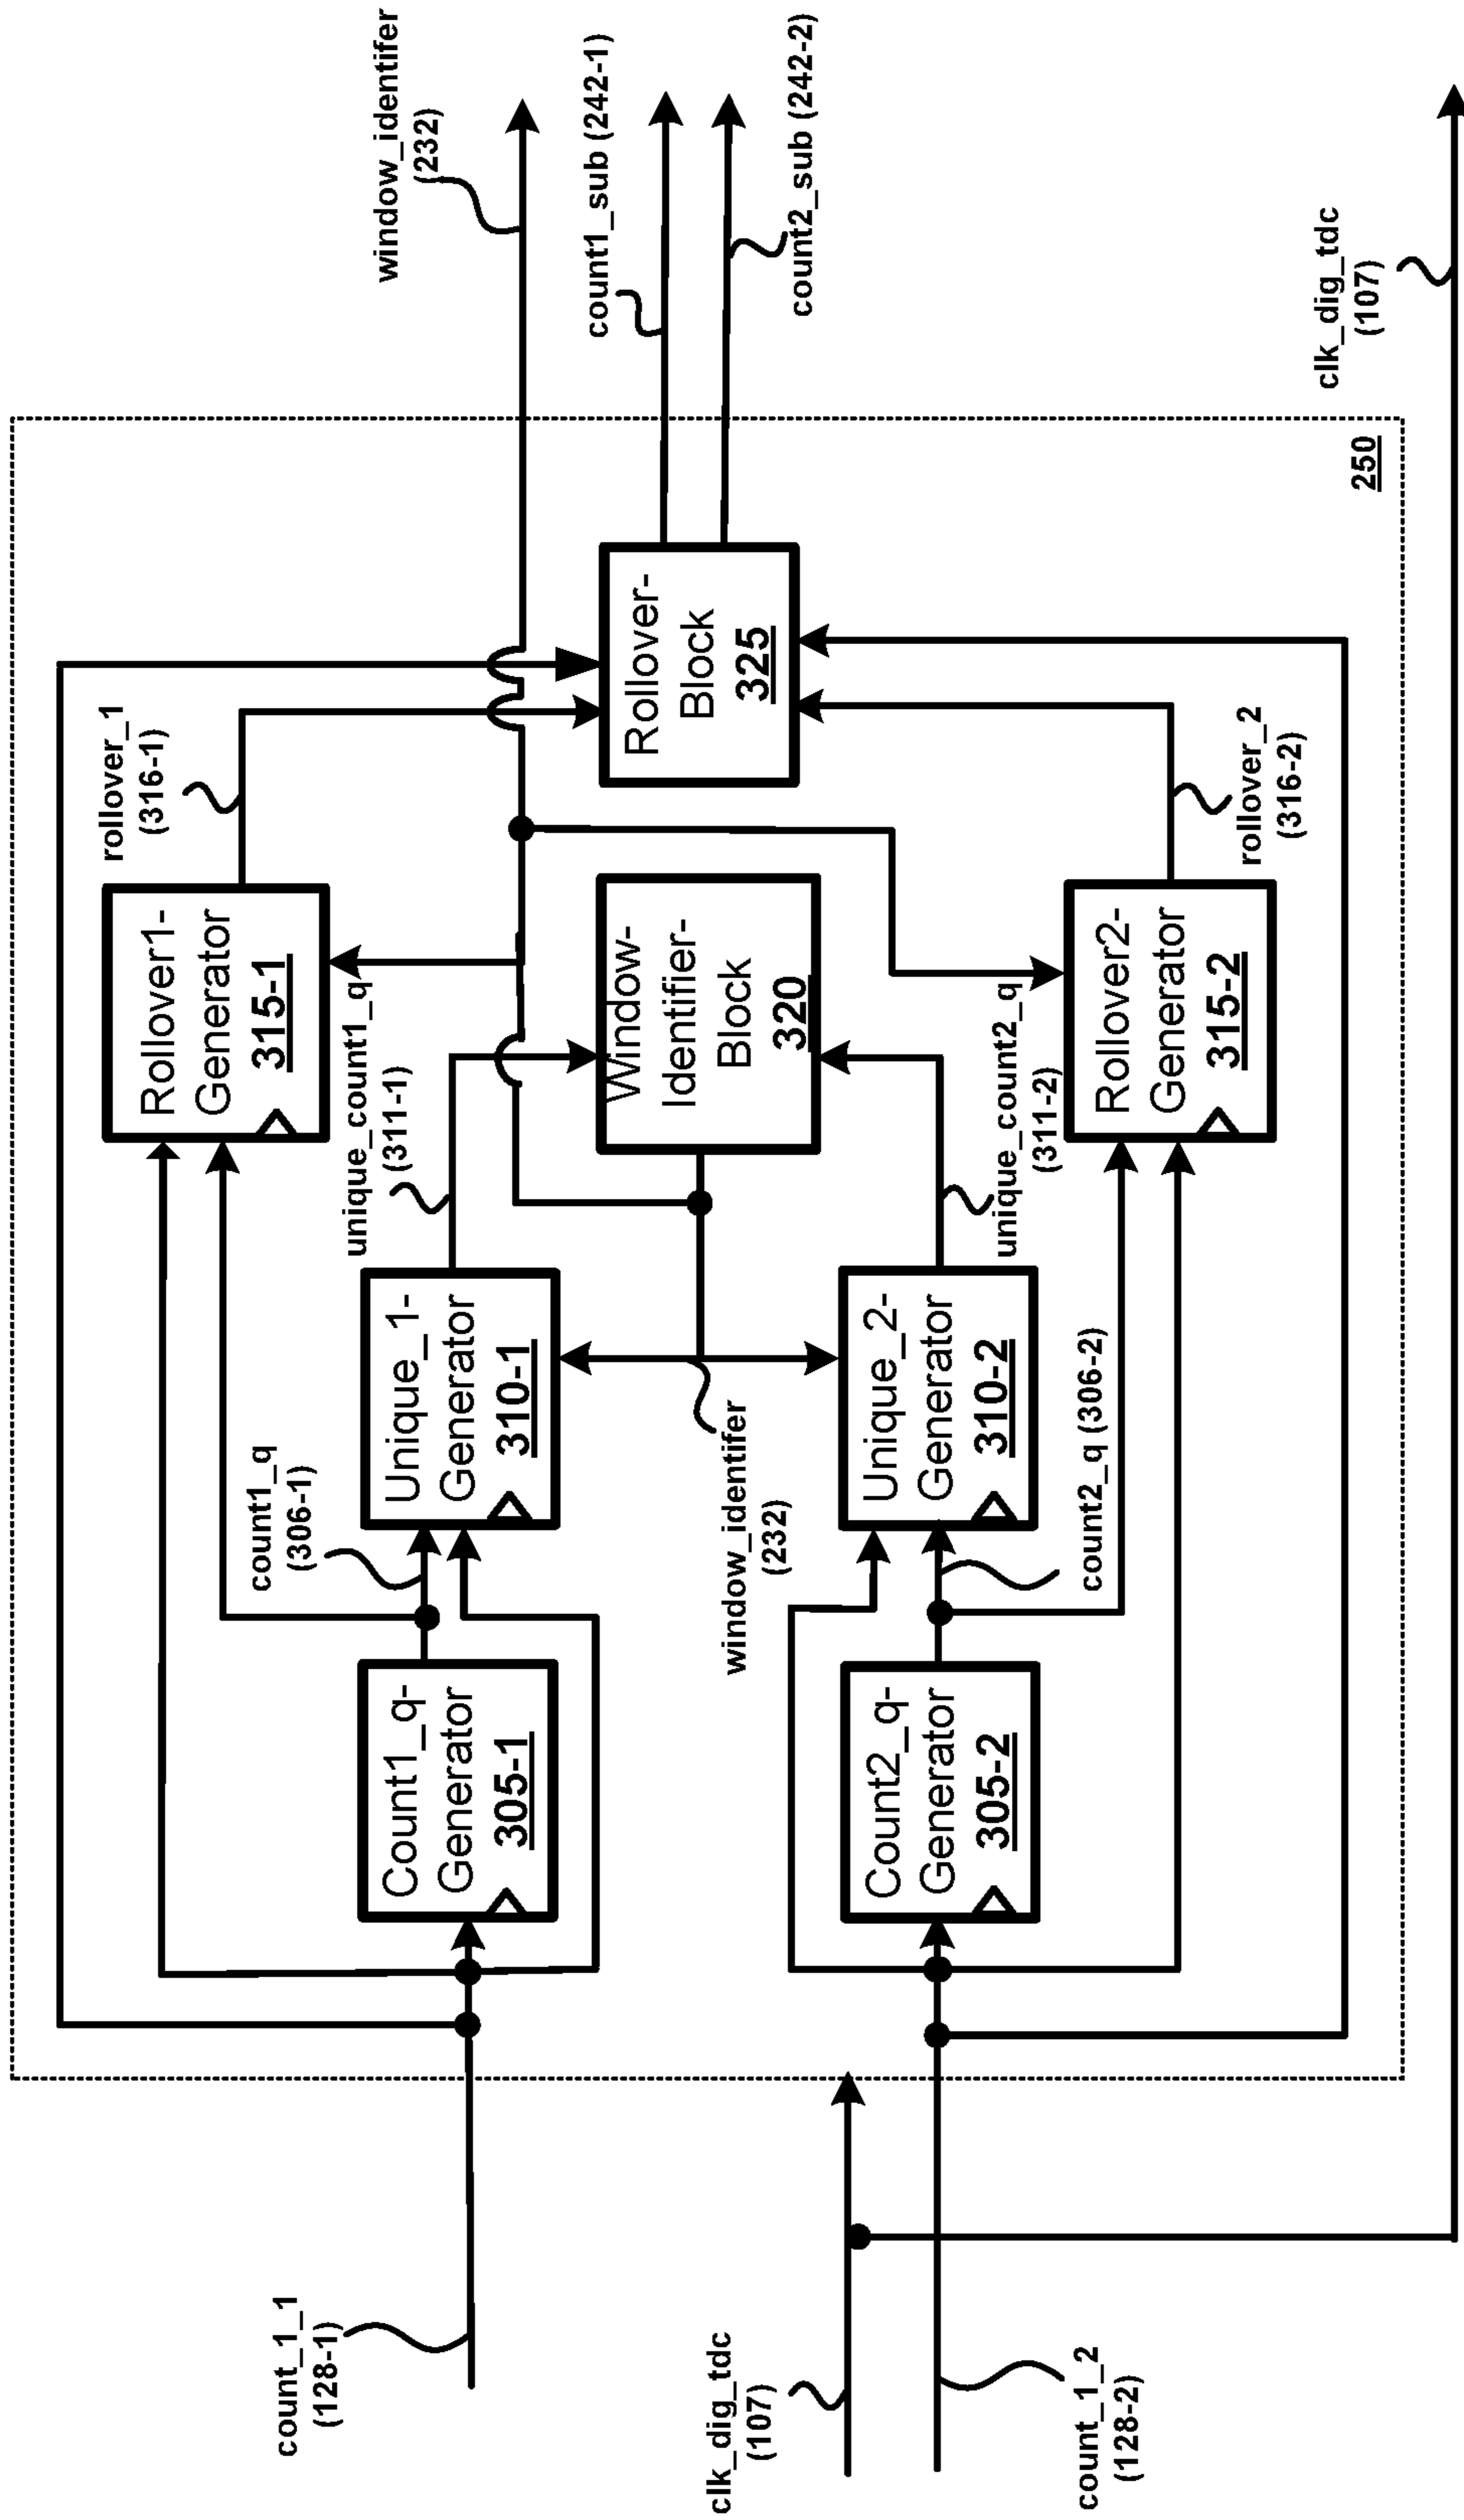 count_1_1
(128-1)
clk_dig_tdc
(107)
count_1_2
(128-2)
Count1_q-
Generator
305-1
Count2_q-
Generator
305-2
count1_q
(306-1)
window_identifer
(232)
count2_q (306-2)
Unique_1-
Generator
310-1
Unique_2-
Generator
310-2
unique_count1_q
(311-1)
unique_count2_q
(311-2)
Rollover1-
Generator
315-1
Window-
Identifier-
Block
320
Rollover2-
Generator
315-2
rollover_1
(316-1)
rollover_2
(316-2)
Rollover-
Block
325
250
window_identifer
(232)
count1_sub (242-1)
count2_sub (242-2)
clk_dig_tdc
(107)